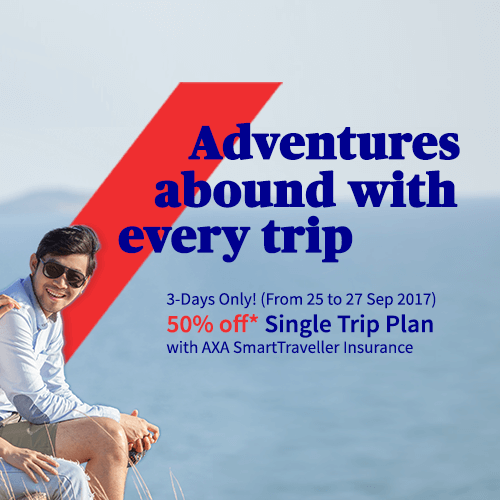 Adventures
abound with
every trip
3-Days Only! (From 25 to 27 Sep 2017)
50% off* Single Trip Plan
with AXA SmartTraveller Insurance